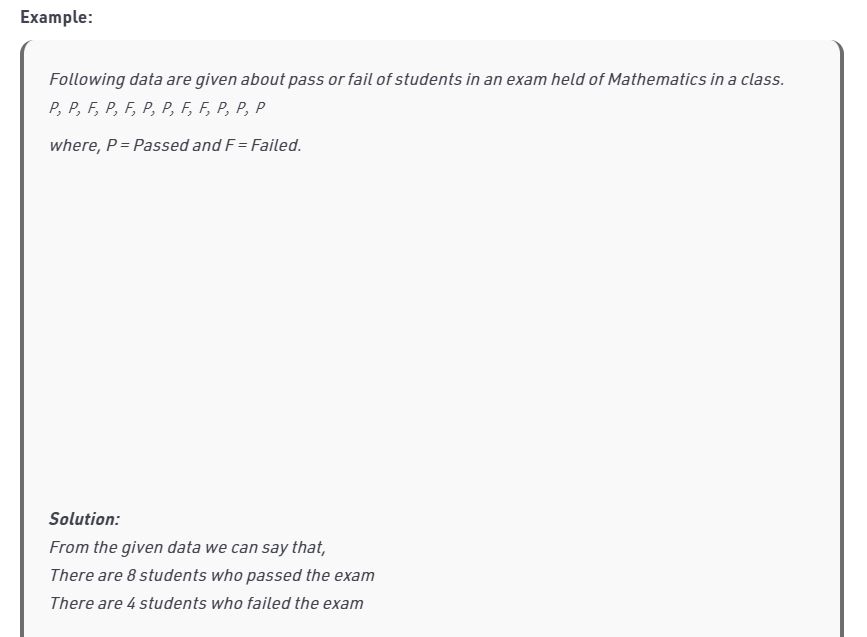 Example:
Following data are given about pass or fail of students in an exam held of Mathematics in a class.
P, P, F, P, F, P, P, F, F, P, P, P
where, P = Passed and F = Failed.
Solution:
From the given data we can say that,
There are 8 students who passed the exam
There are 4 students who failed the exam